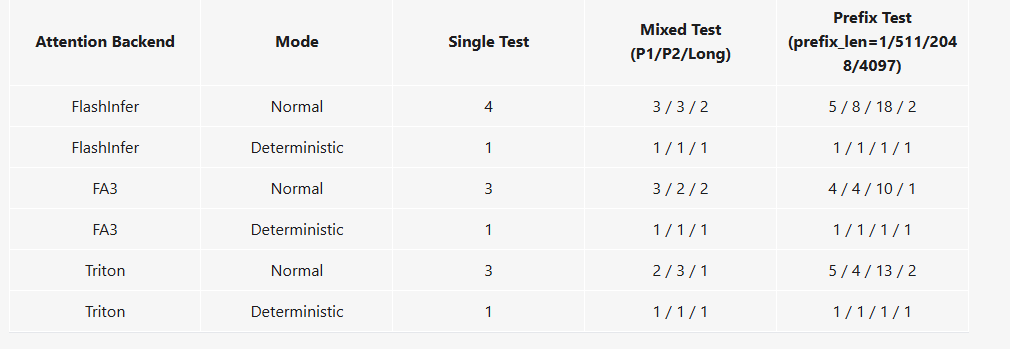 Attention Backend Mode Single Test Mixed Test (P1/P2/Long) Prefix Test (prefix_len=1/511/2048/4097)
FlashInfer Normal 4 3 / 3 / 2 5 / 8 / 18 / 2
FlashInfer Deterministic 1 1 / 1 / 1 1 / 1 / 1 / 1
FA3 Normal 3 3 / 2 / 2 4 / 4 / 10 / 1
FA3 Deterministic 1 1 / 1 / 1 1 / 1 / 1 / 1
Triton Normal 3 2 / 3 / 1 5 / 4 / 13 / 2
Triton Deterministic 1 1 / 1 / 1 1 / 1 / 1 / 1